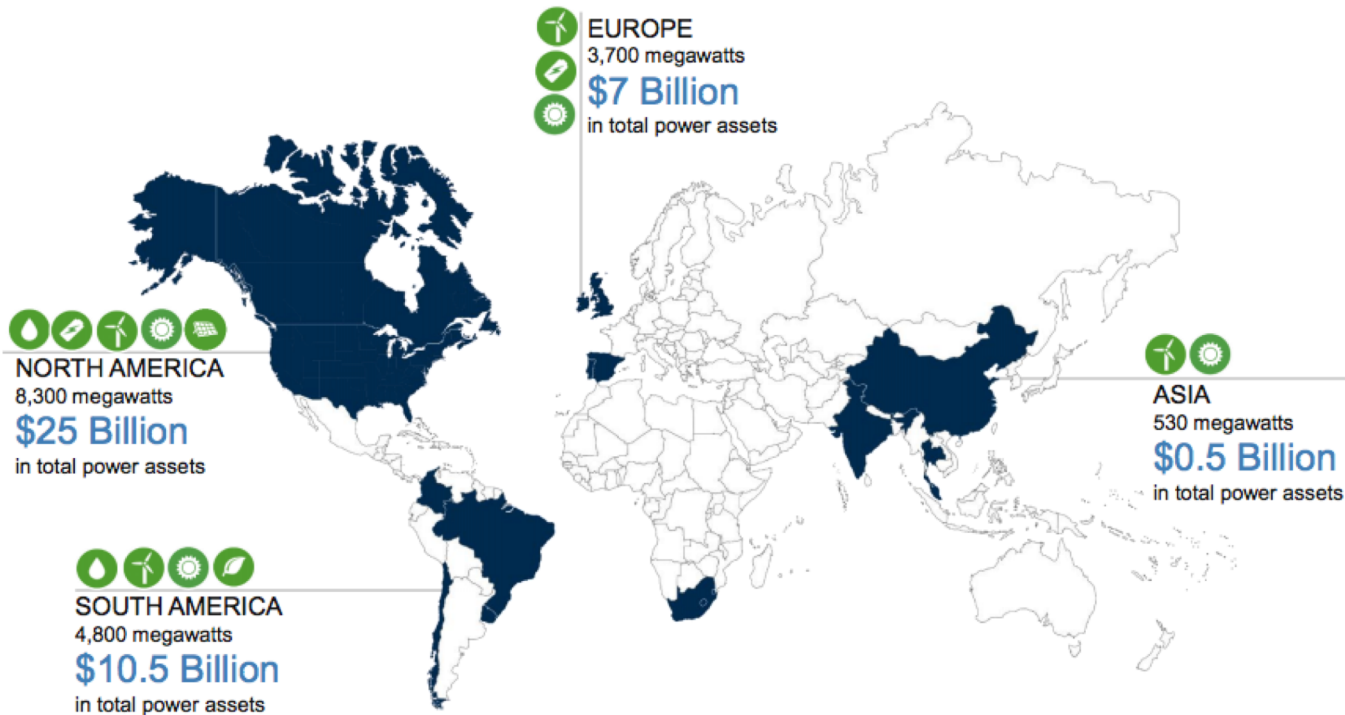 EUROPE
3,700 megawatts
$7 Billion
in total power assets
NORTH AMERICA
8,300 megawatts
$25 Billion
in total power assets
ASIA
530 megawatts
$0.5 Billion
in total power assets
SOUTH AMERICA
4,800 megawatts
$10.5 Billion
in total power assets